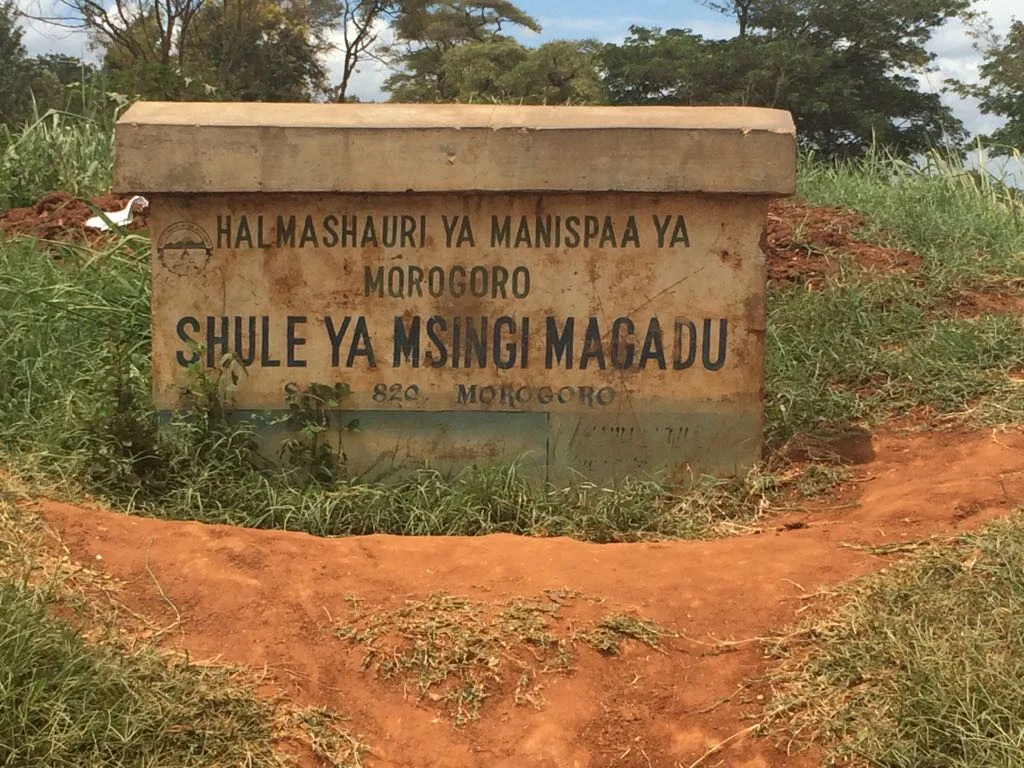 HALMASHAURI YA MANISPAA YA
MOROGORO
SHULE YA MSINGI MAGADU
820 MOROGORO